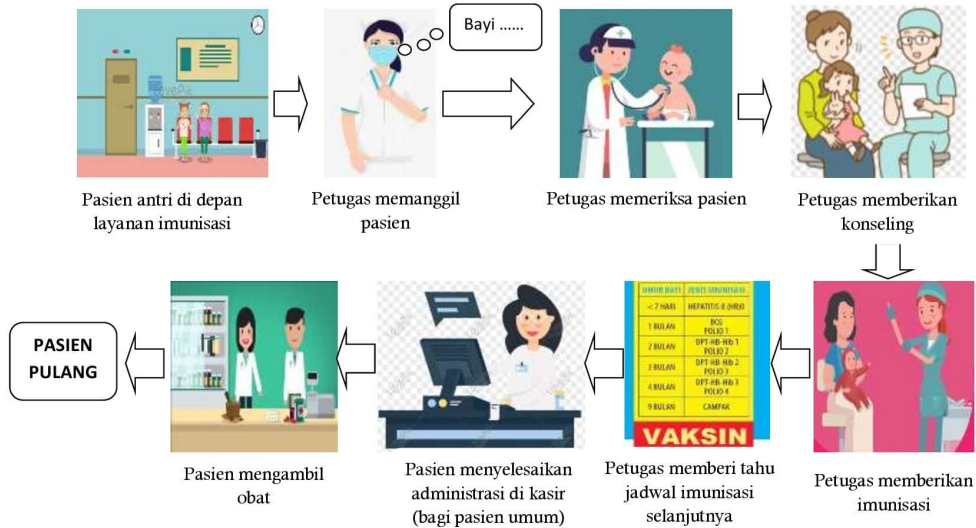 Bayi ......
Pasien antri di depan
layanan imunisasi
Petugas memanggil
pasien
Petugas memeriksa pasien
Petugas memberikan
konseling
Petugas memberikan
imunisasi
UMUR BAYI JENIS IMUNISASI
< 7 HARI HEPATITIS B (HB)0
1 BULAN BCG
POLIO 1
2 BULAN DPT-HB-Hib 1
POLIO 2
3 BULAN DPT-HB-Hib 2
POLIO 3
4 BULAN DPT-HB-Hib 3
POLIO 4
9 BULAN CAMPAK
VAKSIN
Petugas memberi tahu
jadwal imunisasi
selanjutnya
Pasien menyelesaikan
administrasi di kasir
(bagi pasien umum)
Pasien mengambil
obat
PASIEN
PULANG